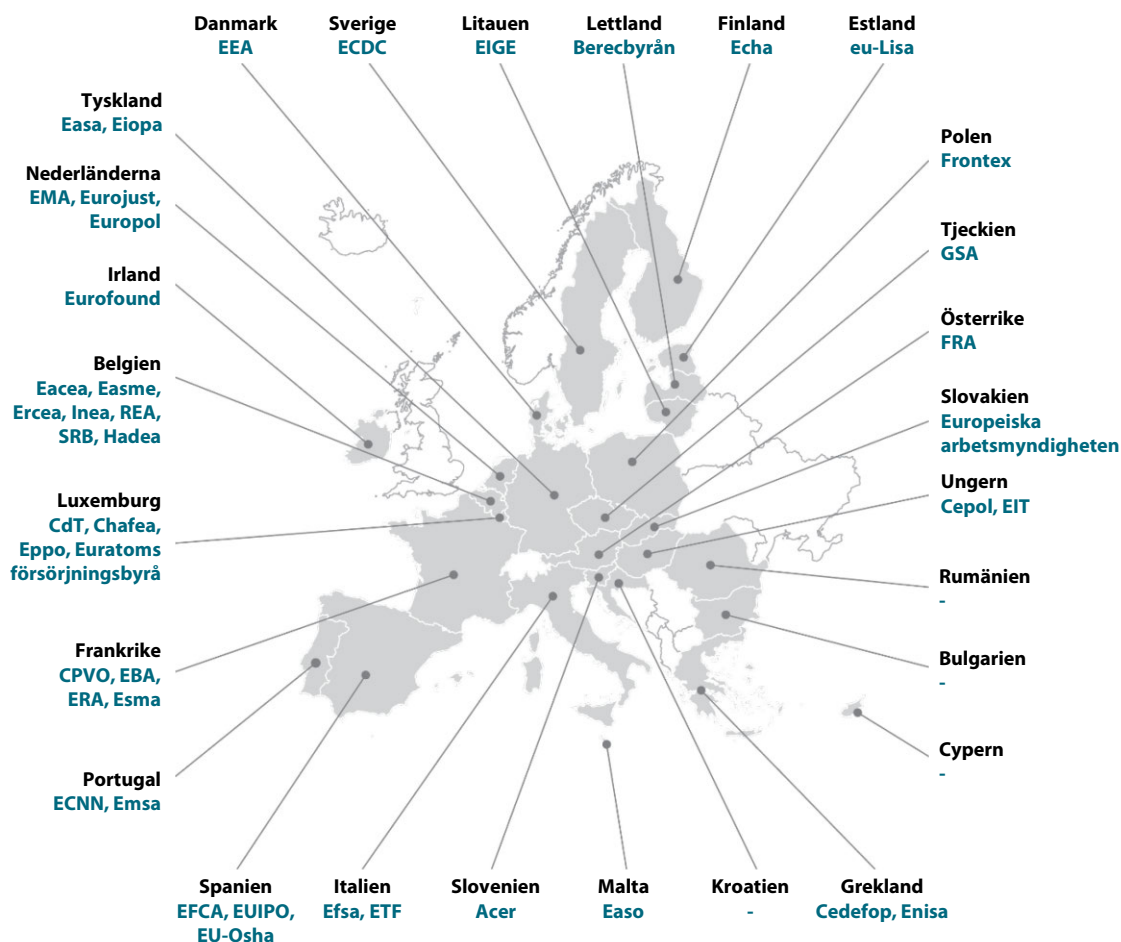 Danmark
EEA
Sverige
ECDC
Litauen
EIGE
Lettland
Berecbyrån
Finland
Echa
Estland
eu-Lisa
Tyskland
Easa, Eiopa
Nederländerna
EMA, Eurojust,
Europol
Irland
Eurofound
Belgien
Eacea, Easme,
Ercea, Inea, REA,
SRB, Hadea
Luxemburg
CdT, Chafea,
Eppo, Euratoms
försörjningsbyrå
Frankrike
CPVO, EBA,
ERA, Esma
Portugal
ECNN, Emsa
Polen
Frontex
Tjeckien
GSA
Österrike
FRA
Slovakien
Europeiska
arbetsmyndigheten
Ungern
Cepol, EIT
Rumänien
-
Bulgarien
-
Cypern
-
Spanien
EFCA, EUIPO,
EU-Osha
Italien
Efsa, ETF
Slovenien
Acer
Malta
Easo
Kroatien
-
Grekland
Cedefop, Enisa